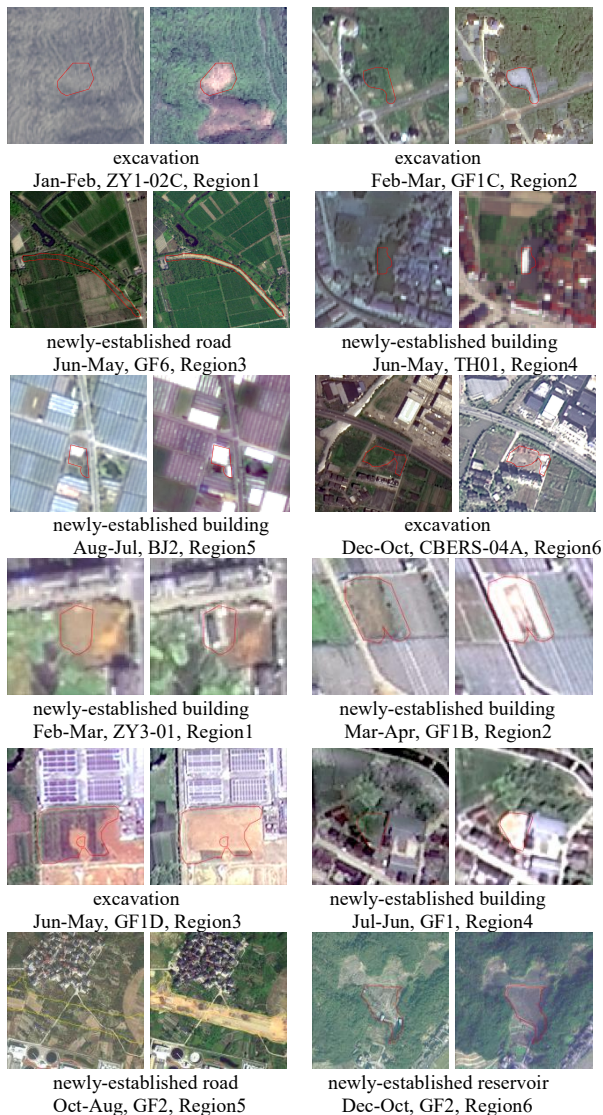 excavation
Jan-Feb, ZY1-02C, Region1
excavation
Feb-Mar, GF1C, Region2
newly-established road
Jun-May, GF6, Region3
newly-established building
Jun-May, TH01, Region4
newly-established building
Aug-Jul, BJ2, Region5
excavation
Dec-Oct, CBERS-04A, Region6
newly-established building
Feb-Mar, ZY3-01, Region1
newly-established building
Mar-Apr, GF1B, Region2
excavation
Jun-May, GF1D, Region3
newly-established building
Jul-Jun, GF1, Region4
newly-established road
Oct-Aug, GF2, Region5
newly-established reservoir
Dec-Oct, GF2, Region6